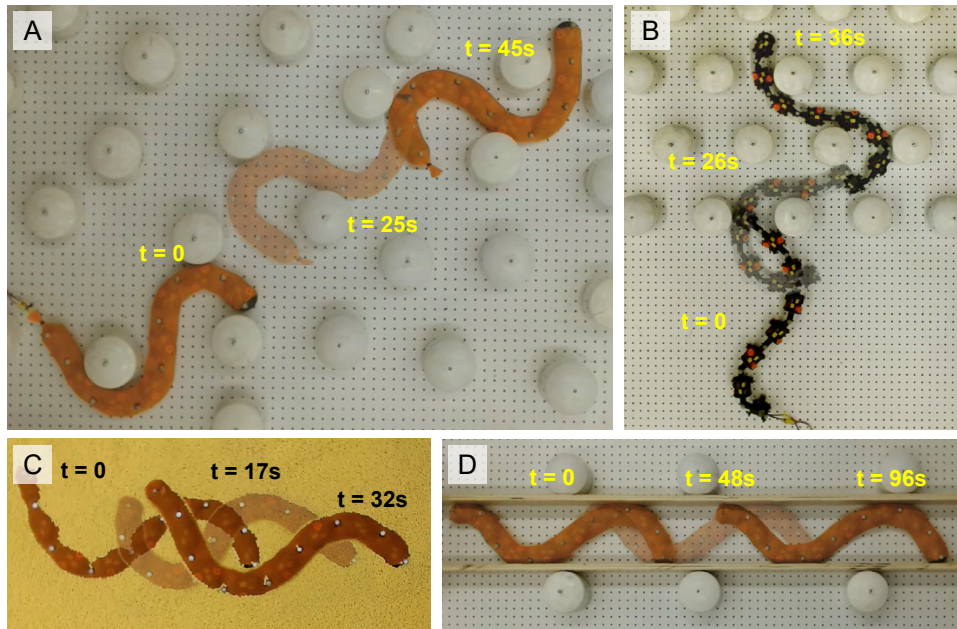 A
t = 45s
t = 25s
t = 0
B
t = 36s
t = 26s
t = 0
C
t = 0
t = 17s
t = 32s
D
t = 0
t = 48s
t = 96s